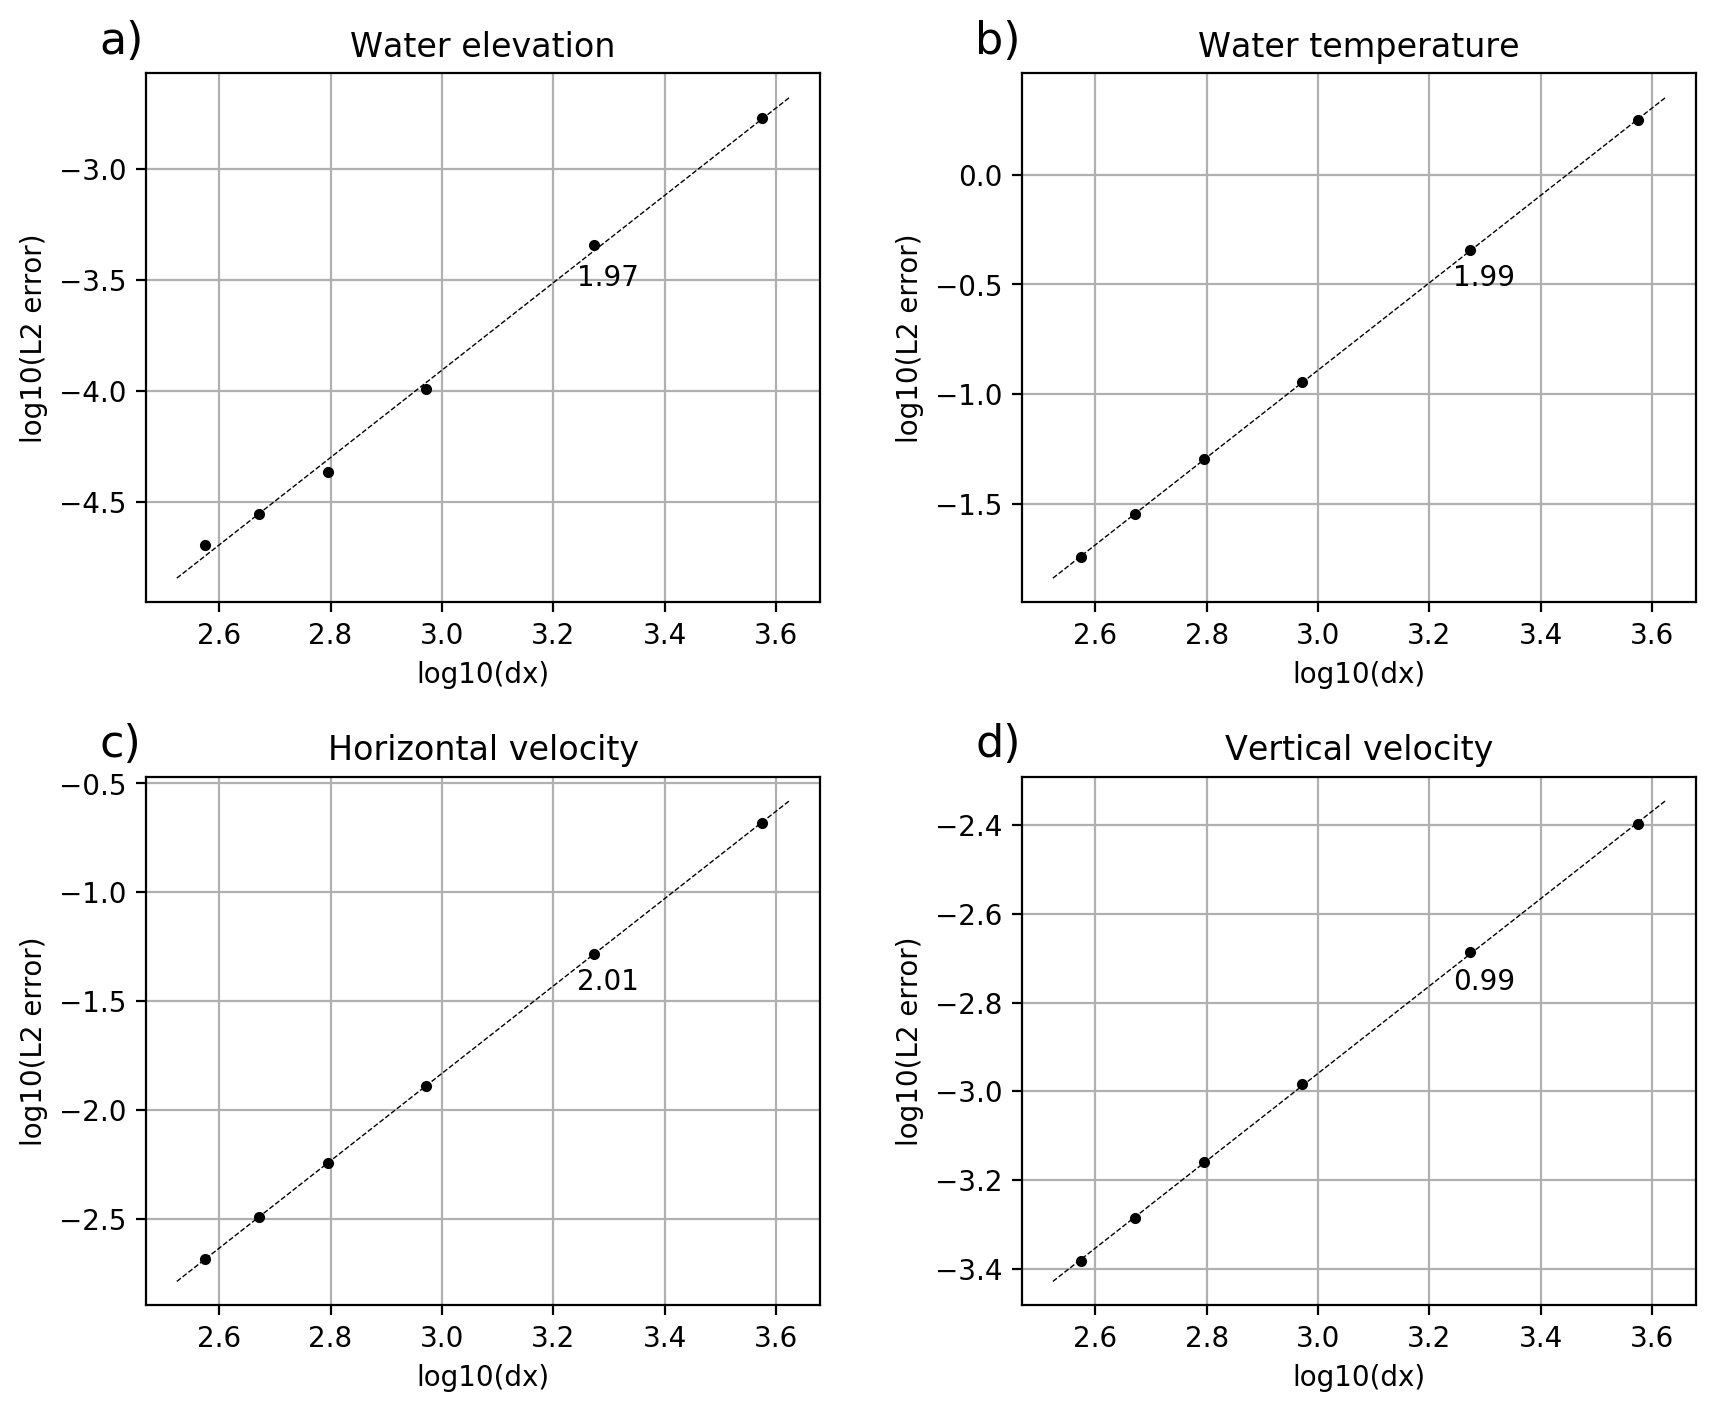 a)
Water elevation
−3.0
−3.5
−4.0
−4.5
log10(L2 error)
1.97
2.6 2.8 3.0 3.2 3.4 3.6
log10(dx)
b)
Water temperature
0.0
−0.5
−1.0
−1.5
log10(L2 error)
1.99
2.6 2.8 3.0 3.2 3.4 3.6
log10(dx)
c)
Horizontal velocity
−0.5
−1.0
−1.5
−2.0
−2.5
log10(L2 error)
2.01
2.6 2.8 3.0 3.2 3.4 3.6
log10(dx)
d)
Vertical velocity
−2.4
−2.6
−2.8
−3.0
−3.2
−3.4
log10(L2 error)
0.99
2.6 2.8 3.0 3.2 3.4 3.6
log10(dx)